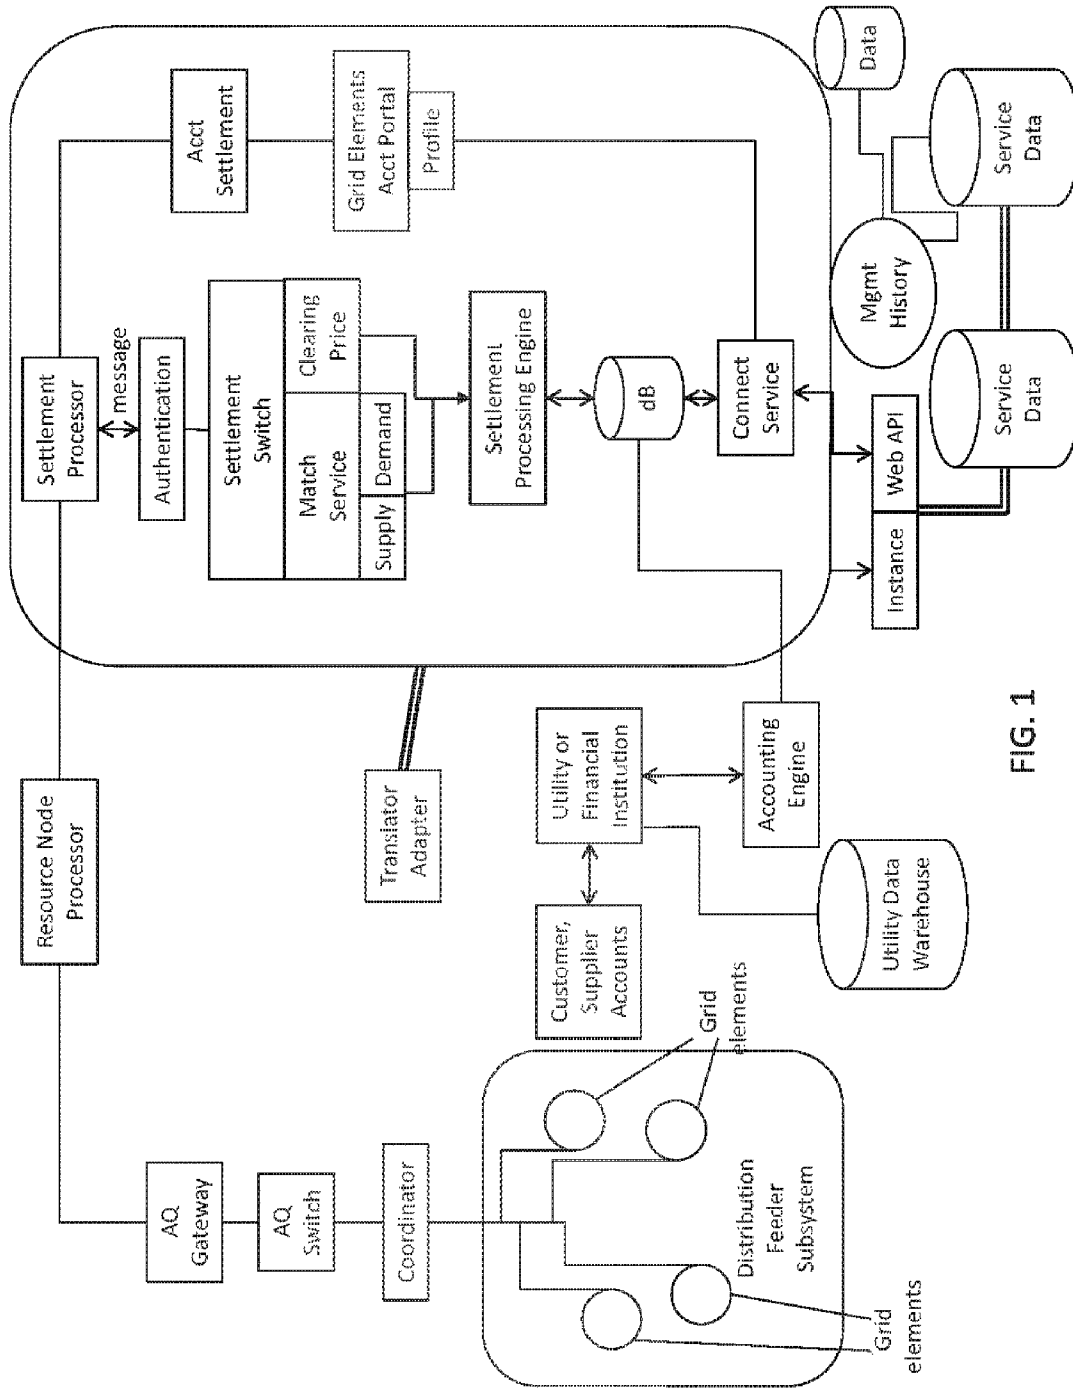 AQ
Gateway
AQ
Switch
Coordinator
Distribution
Feeder
Subsystem
Grid
elements
Grid
elements
Resource Node
Processor
Translator
Adapter
Customer,
Supplier
Accounts
Utility or
Financial
Institution
Accounting
Engine
Utility Data
Warehouse
Settlement
Processor
message
Authentication
Settlement
Switch
Match
Service
Clearing
Price
Supply
Demand
Settlement
Processing Engine
dB
Connect
Service
Acct
Settlement
Grid Elements
Acct Portal
Profile
Instance
Web API
Mgmt
History
Data
Service
Data
Service
Data
FIG. 1